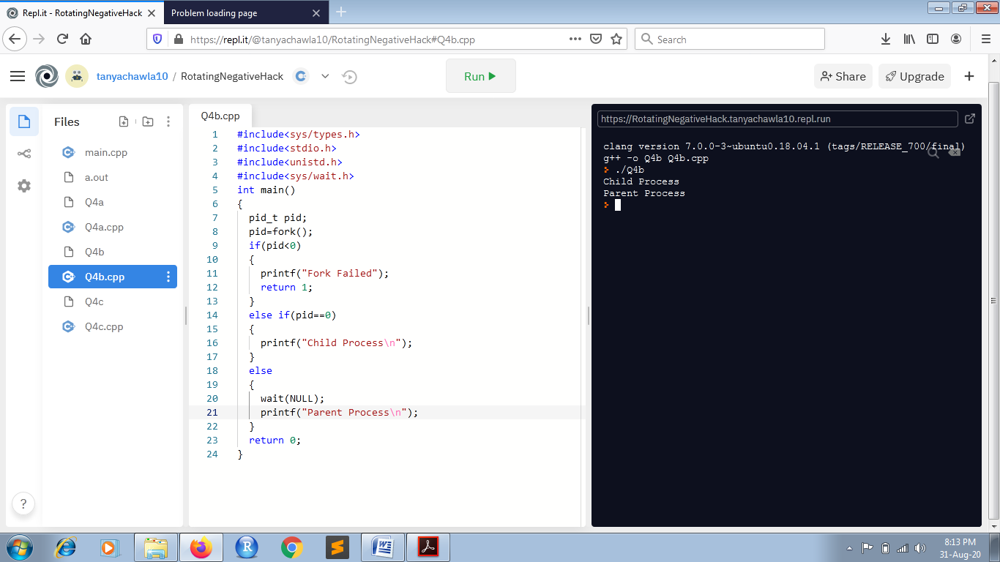 Repl.it - RotatingNegativeHack
Problem loading page
https://repl.it/@tanyachawla10/RotatingNegativeHack#Q4b.cpp
Search
tanyachawla10 / RotatingNegativeHack
Run
Share
Upgrade
Files
main.cpp
a.out
Q4a
Q4a.cpp
Q4b
Q4b.cpp
Q4c
Q4c.cpp
?
Q4b.cpp
1 #include<sys/types.h>
2 #include<stdio.h>
3 #include<unistd.h>
4 #include<sys/wait.h>
5 int main()
6 {
7 pid_t pid;
8 pid=fork();
9 if(pid<0)
10 {
11 printf("Fork Failed");
12 return 1;
13 }
14 else if(pid==0)
15 {
16 printf("Child Process\n");
17 }
18 else
19 {
20 wait(NULL);
21 printf("Parent Process\n");
22 }
23 return 0;
24 }
https://RotatingNegativeHack.tanyachawla10.repl.run
clang version 7.0.0-3~ubuntu0.18.04.1 (tags/RELEASE_700/final)
g++ -o Q4b Q4b.cpp
./Q4b
Child Process
Parent Process
8:13 PM
31-Aug-20